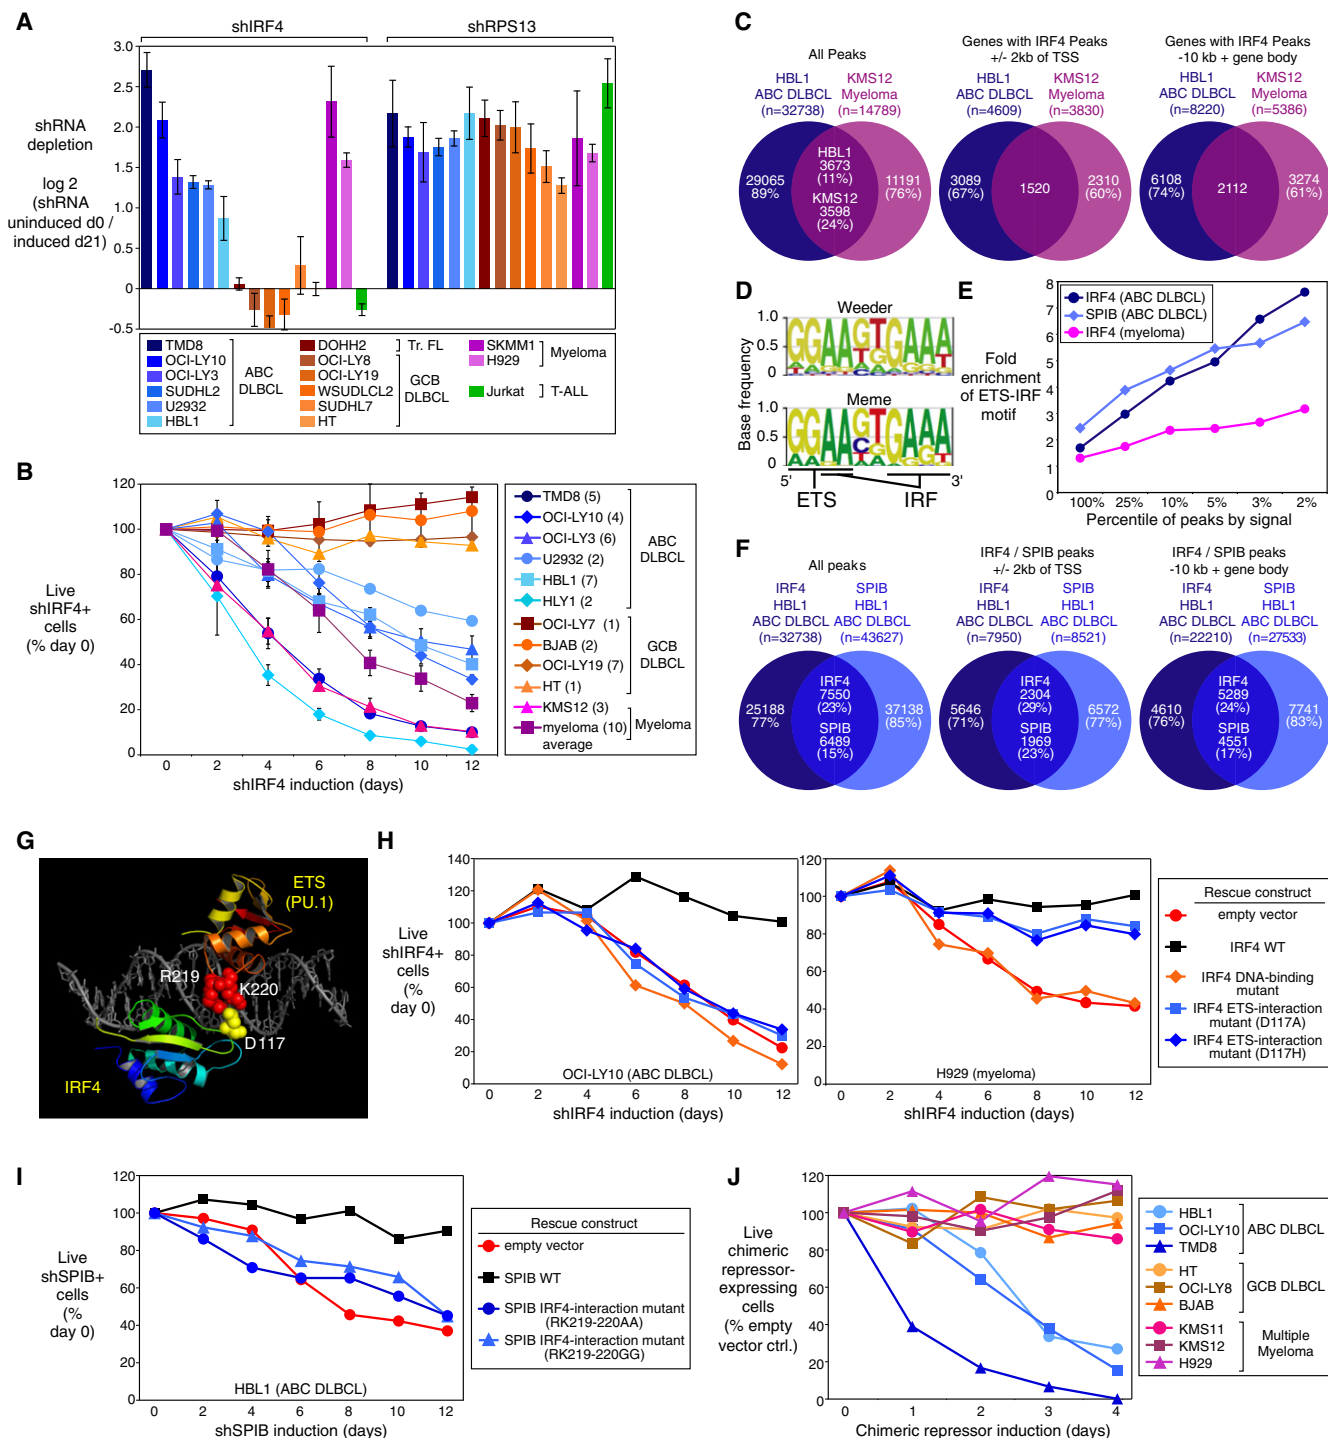 A
shIRF4
shRPS13
3.0
2.5
2.0
1.5
1.0
0.5
0
-0.5
shRNA
depletion
log 2
(shRNA
uninduced d0 /
induced d21)
TMD8
OCI-LY10
OCI-LY3
SUDHL2
U2932
HBL1
ABC
DLBCL
DOHH2
OCI-LY8
OCI-LY19
WSUDLCL2
SUDHL7
HT
Tr. FL
GCB
DLBCL
SKMM1
H929
Myeloma
Jurkat
T-ALL
B
120
100
80
60
40
20
0
Live
shIRF4+
cells
(% day 0)
0 2 4 6 8 10 12
shIRF4 induction (days)
TMD8 (5)
OCI-LY10 (4)
OCI-LY3 (6)
U2932 (2)
HBL1 (7)
HLY1 (2
ABC
DLBCL
OCI-LY7 (1)
BJAB (2)
OCI-LY19 (7)
HT (1)
GCB
DLBCL
KMS12 (3)
myeloma (10)
average
Myeloma
C
All Peaks
HBL1
ABC DLBCL
(n=32738)
KMS12
Myeloma
(n=14789)
29065
89%
HBL1
3673
(11%)
KMS12
3598
(24%)
11191
(76%)
Genes with IRF4 Peaks
+/- 2kb of TSS
HBL1
ABC DLBCL
(n=4609)
KMS12
Myeloma
(n=3830)
3089
(67%)
1520
2310
(60%)
Genes with IRF4 Peaks
-10 kb + gene body
HBL1
ABC DLBCL
(n=8220)
KMS12
Myeloma
(n=5386)
6108
(74%)
2112
3274
(61%)
D
Weeder
1.0
0.5
0
Meme
1.0
0.5
0
Base frequency
5'
3'
ETS
IRF
E
8
7
6
5
4
3
2
1
0
Fold
enrichment
of ETS-IRF
motif
IRF4 (ABC DLBCL)
SPIB (ABC DLBCL)
IRF4 (myeloma)
100% 25% 10% 5% 3% 2%
Percentile of peaks by signal
F
All peaks
IRF4
HBL1
ABC DLBCL
(n=32738)
SPIB
HBL1
ABC DLBCL
(n=43627)
25188
77%
IRF4
7550
(23%)
SPIB
6489
(15%)
37138
(85%)
IRF4 / SPIB peaks
+/- 2kb of TSS
IRF4
HBL1
ABC DLBCL
(n=7950)
SPIB
HBL1
ABC DLBCL
(n=8521)
5646
(71%)
IRF4
2304
(29%)
SPIB
1969
(23%)
6572
(77%)
IRF4 / SPIB peaks
-10 kb + gene body
IRF4
HBL1
ABC DLBCL
(n=22210)
SPIB
HBL1
ABC DLBCL
(n=27533)
4610
(76%)
IRF4
5289
(24%)
SPIB
4551
(17%)
7741
(83%)
G
ETS
(PU.1)
R219
K220
D117
IRF4
H
140
120
100
80
60
40
20
0
Live
shIRF4+
cells
(%
day 0)
OCI-LY10 (ABC DLBCL)
0 2 4 6 8 10 12
shIRF4 induction (days)
120
100
80
60
40
20
0
H929 (myeloma)
0 2 4 6 8 10 12
shIRF4 induction (days)
Rescue construct
empty vector
IRF4 WT
IRF4 DNA-binding
mutant
IRF4 ETS-interaction
mutant (D117A)
IRF4 ETS-interaction
mutant (D117H)
I
120
100
80
60
40
20
0
Live
shSPIB+
cells
(%
day 0)
HBL1 (ABC DLBCL)
0 2 4 6 8 10 12
shSPIB induction (days)
Rescue construct
empty vector
SPIB WT
SPIB IRF4-interaction mutant
(RK219-220AA)
SPIB IRF4-interaction mutant
(RK219-220GG)
J
120
100
80
60
40
20
0
Live
chimeric
repressor-
expressing
cells
(% empty
vector ctrl.)
0 1 2 3 4
Chimeric repressor induction (days)
HBL1
OCI-LY10
TMD8
ABC DLBCL
HT
OCI-LY8
BJAB
GCB DLBCL
KMS11
KMS12
H929
Multiple
Myeloma